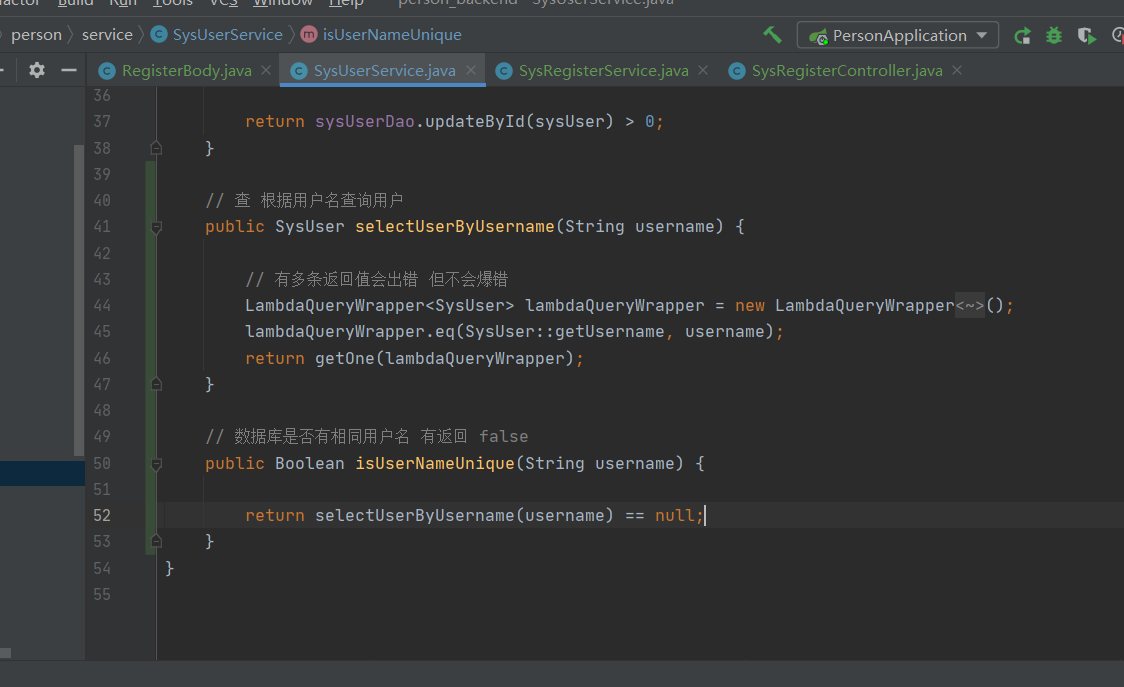 Build Run Tools VCS Window Help person_backend - SysUserService.java
person service SysUserService isUserNameUnique PersonApplication
RegisterBody.java SysUserService.java SysRegisterService.java SysRegisterController.java
36
37 return sysUserDao.updateById(sysUser) > 0;
38 }
39
40 // 查 根据用户名查询用户
41 public SysUser selectUserByUsername(String username) {
42
43 // 有多条返回值会出错 但不会爆错
44 LambdaQueryWrapper<SysUser> lambdaQueryWrapper = new LambdaQueryWrapper<~>();
45 lambdaQueryWrapper.eq(SysUser::getUsername, username);
46 return getOne(lambdaQueryWrapper);
47 }
48
49 // 数据库是否有相同用户名 有返回 false
50 public Boolean isUserNameUnique(String username) {
51
52 return selectUserByUsername(username) == null;
53 }
54 }
55